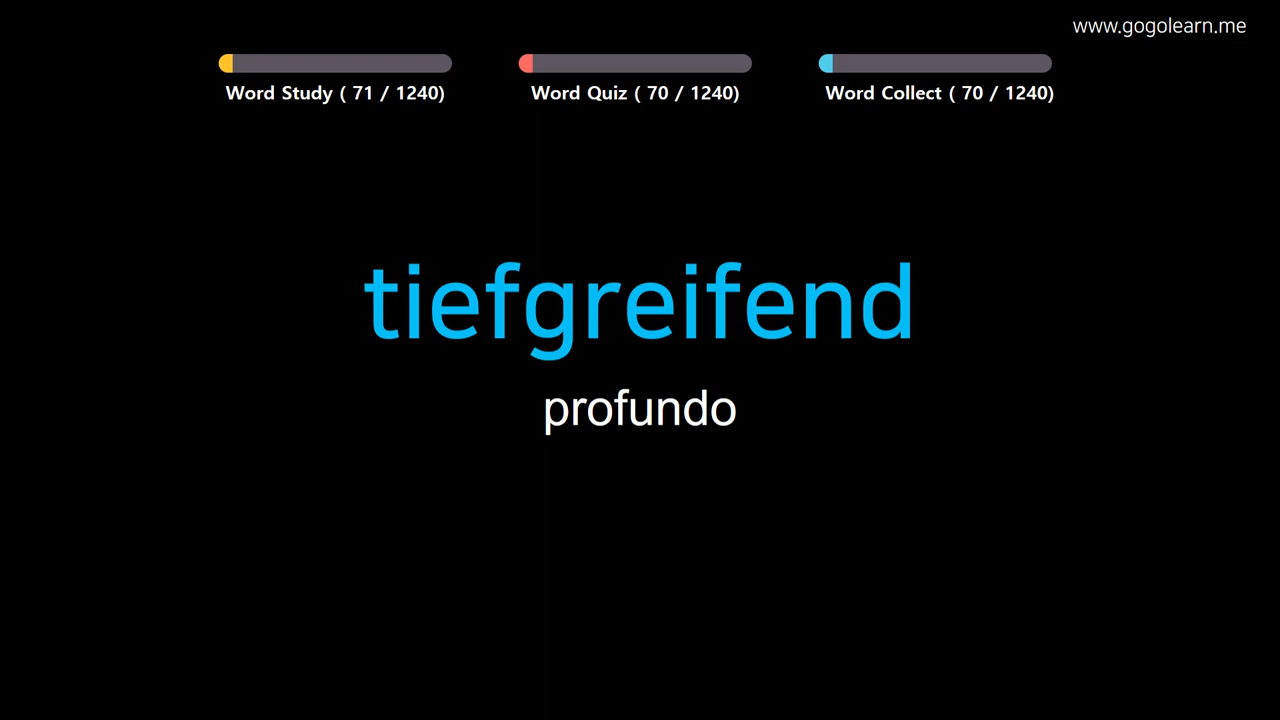 www.gogolearn.me
Word Study ( 71 / 1240)
Word Quiz ( 70 / 1240)
Word Collect ( 70 / 1240)
tiefgreifend
profundo